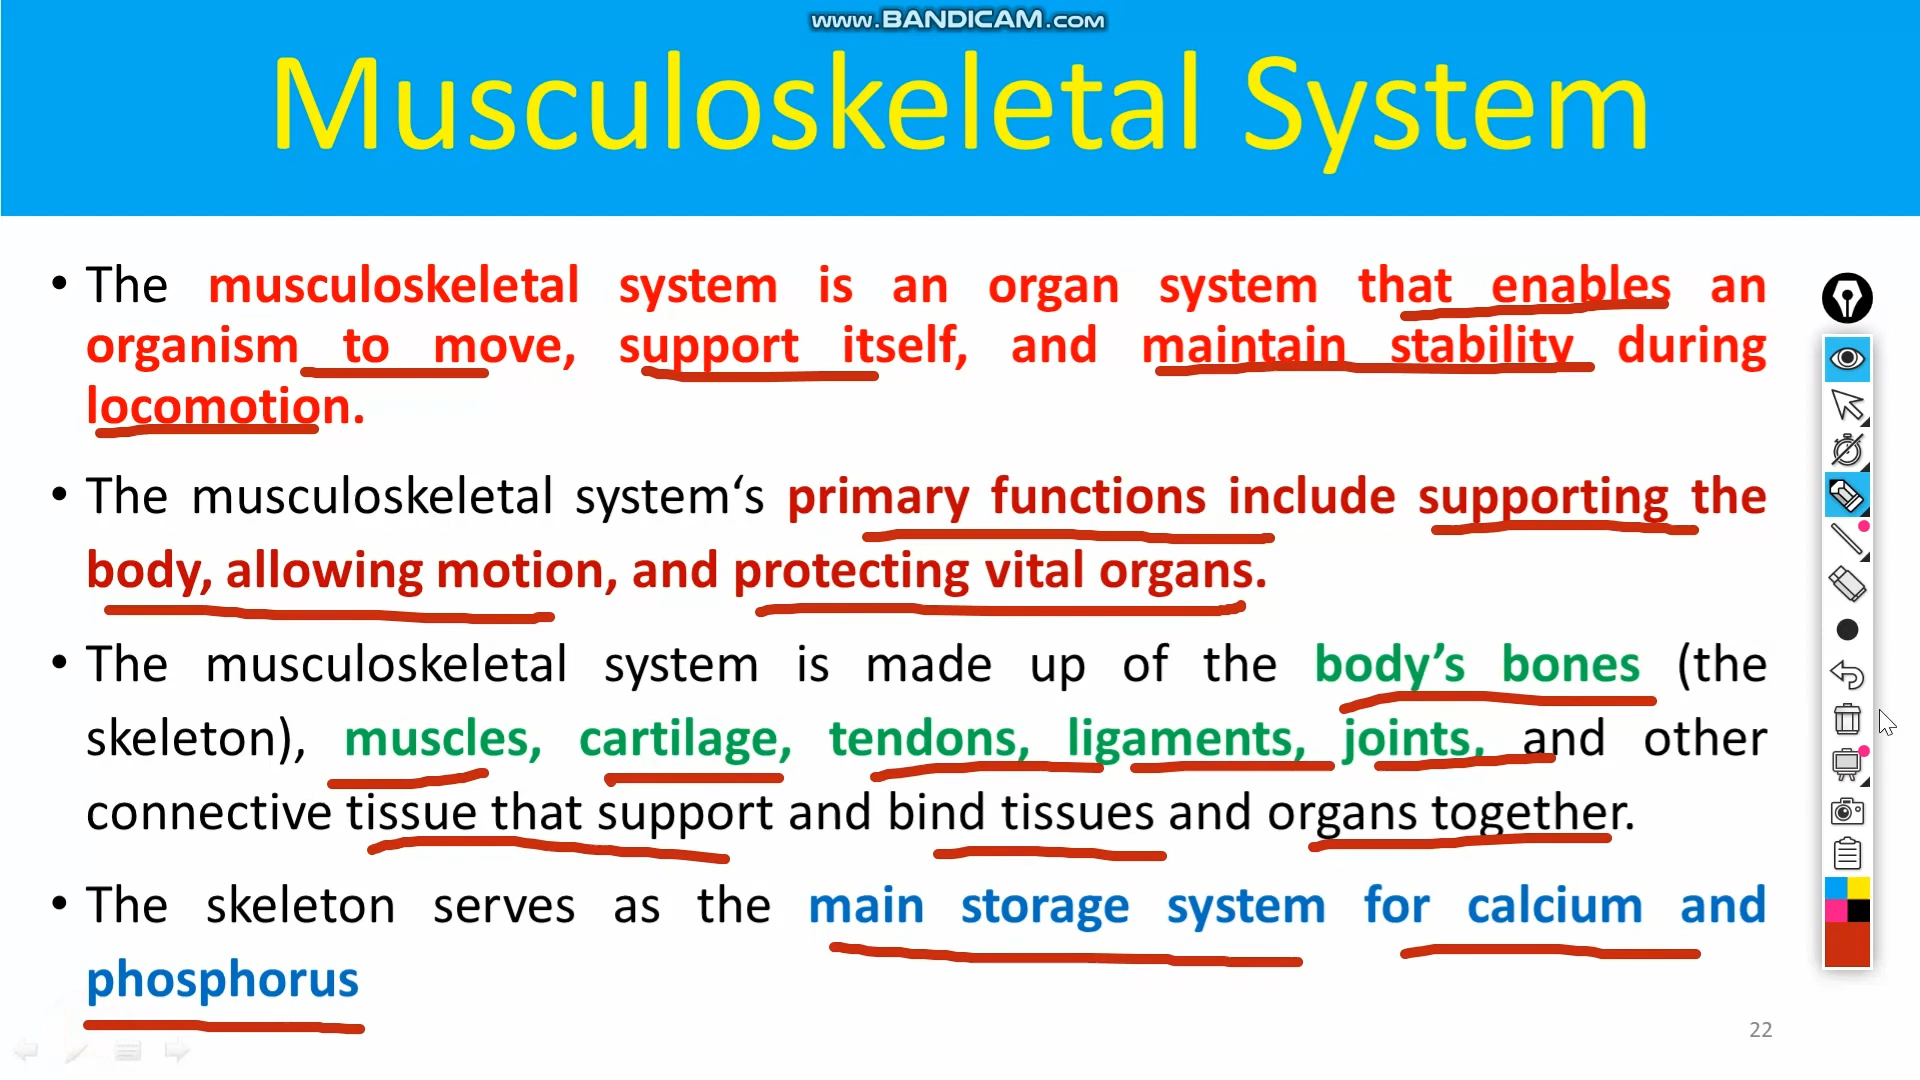 www.BANDICAM.com
Musculoskeletal System
• The musculoskeletal system is an organ system that enables an
organism to move, support itself, and maintain stability during
locomotion.
• The musculoskeletal system‘s primary functions include supporting the
body, allowing motion, and protecting vital organs.
• The musculoskeletal system is made up of the body’s bones (the
skeleton), muscles, cartilage, tendons, ligaments, joints, and other
connective tissue that support and bind tissues and organs together.
• The skeleton serves as the main storage system for calcium and
phosphorus
22